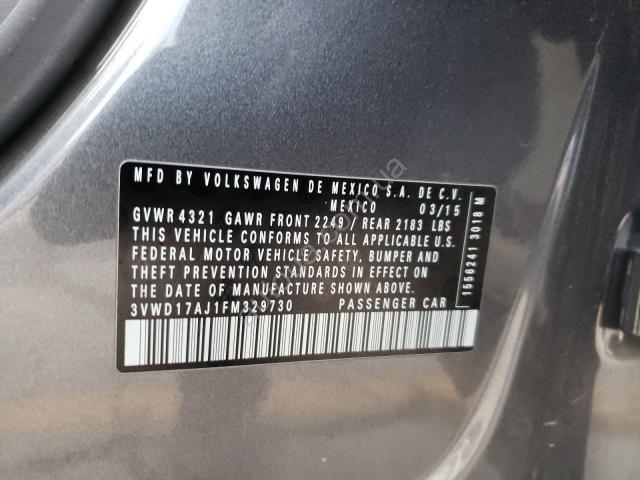 MFD BY VOLKSWAGEN DE MEXICO S.A. DE C.V.
MEXICO 03/15
GVWR 4321 GAWR FRONT 2249 / REAR 2183 LBS
THIS VEHICLE CONFORMS TO ALL APPLICABLE U.S.
FEDERAL MOTOR VEHICLE SAFETY, BUMPER AND
THEFT PREVENTION STANDARDS IN EFFECT ON
THE DATE OF MANUFACTURE SHOWN ABOVE.
3VWD17AJ1FM329730 PASSENGER CAR
1556241 3018 M